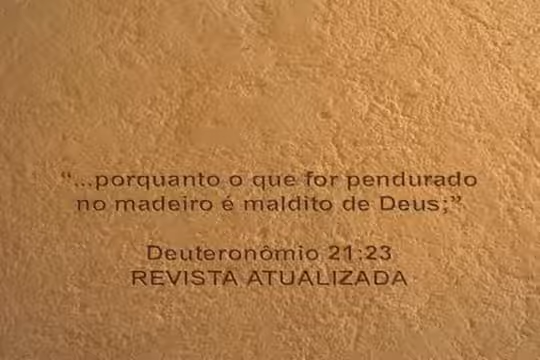 “...porquanto o que for pendurado
no madeiro é maldito de Deus;”
Deuteronômio 21:23
REVISTA ATUALIZADA